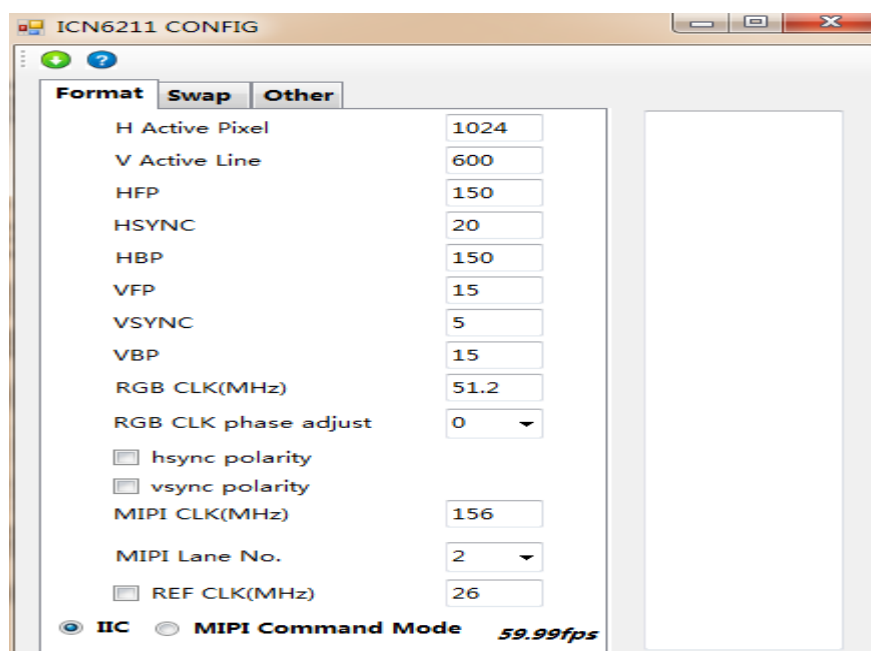 ICN6211 CONFIG
Format Swap Other
H Active Pixel 1024
V Active Line 600
HFP 150
HSYNC 20
HBP 150
VFP 15
VSYNC 5
VBP 15
RGB CLK(MHz) 51.2
RGB CLK phase adjust 0
hsync polarity
vsync polarity
MIPI CLK(MHz) 156
MIPI Lane No. 2
REF CLK(MHz) 26
IIC MIPI Command Mode 59.99fps